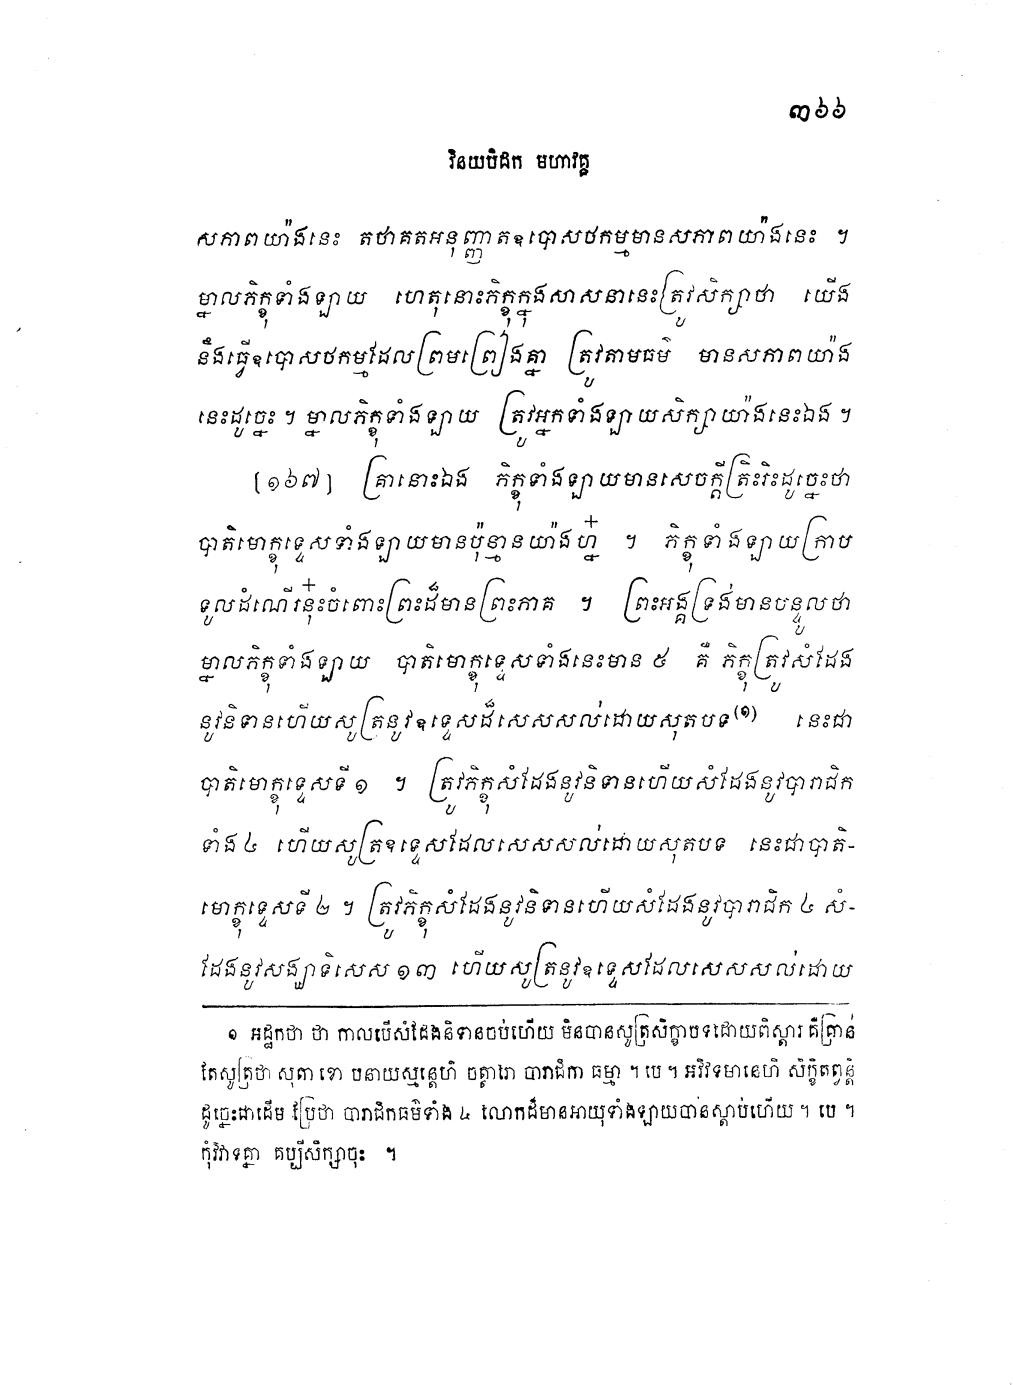 ៣៦៦
វិនយបិដក មហាវគ្គ
សភាពយ៉ាងនេះ តថាគតអនុញ្ញាតឧបោសថកម្មមានសភាពយ៉ាងនេះ ។
ម្នាលភិក្ខុទាំងឡាយ ហេតុនោះភិក្ខុក្នុងសាសនានេះត្រូវសិក្សាថា យើង
នឹងធ្វើឧបោសថកម្មដែលព្រមព្រៀងគ្នា ត្រូវតាមធម៌ មានសភាពយ៉ាង
នេះដូច្នេះ ។ ម្នាលភិក្ខុទាំងឡាយ ត្រូវអ្នកទាំងឡាយសិក្សាយ៉ាងនេះឯង ។
[១៦៧] គ្រានោះឯង ភិក្ខុទាំងឡាយមានសេចក្តីត្រិះរិះដូច្នេះថា
បាតិមោក្ខុទ្ទេសទាំងឡាយមានប៉ុន្មានយ៉ាងហ្ន៎ ។ ភិក្ខុទាំងឡាយក្រាប
ទូលដំណើរនុ៎ះចំពោះព្រះដ៏មានព្រះភាគ ។ ព្រះអង្គទ្រង់មានបន្ទូលថា
ម្នាលភិក្ខុទាំងឡាយ បាតិមោក្ខុទ្ទេសទាំងនេះមាន ៥ គឺ ភិក្ខុត្រូវសំដែង
នូវនិទានហើយសូត្រនូវឧទ្ទេសដ៏សេសសល់ដោយសុតបទ(១) នេះជា
បាតិមោក្ខុទ្ទេសទី ១ ។ ត្រូវភិក្ខុសំដែងនូវនិទានហើយសំដែងនូវបារាជិក
ទាំង ៤ ហើយសូត្រឧទ្ទេសដែលសេសសល់ដោយសុតបទ នេះជាបាតិ-
មោក្ខុទ្ទេសទី ២ ។ ត្រូវភិក្ខុសំដែងនូវនិទានហើយសំដែងនូវបារាជិក ៤ សំ-
ដែងនូវសង្ឃាទិសេស ១៣ ហើយសូត្រនូវឧទ្ទេសដែលសេសសល់ដោយ
១ អដ្ឋកថា ថា កាលបើសំដែងនិទានចប់ហើយ មិនបានសូត្រសិក្ខាបទដោយពិស្តារ គឺគ្រាន់
តែសូត្រថា សុតា ខោ បនាយស្មន្តេហិ ចត្តារោ បារាជិកា ធម្មា ។ បេ ។ អវិវទមានេហិ សិក្ខិតព្វន្តិ
ដូច្នេះជាដើម ប្រែថា បារាជិកធម៌ទាំង ៤ លោកដ៏មានអាយុទាំងឡាយបានស្តាប់ហើយ ។ បេ ។
កុំវិវាទគ្នា គប្បីសិក្សាចុះ ។